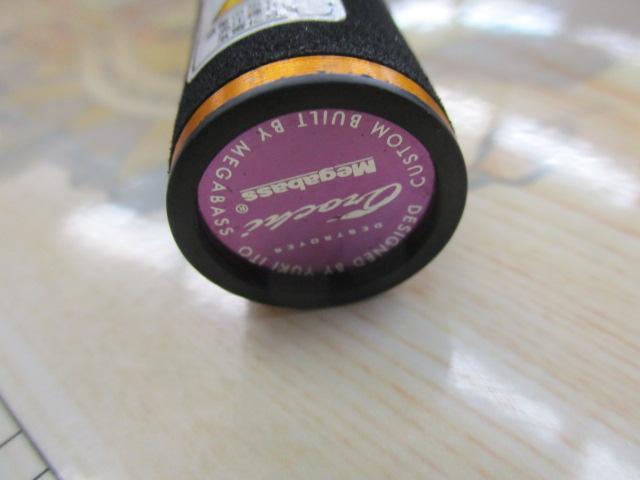 CUSTOM BUILT BY MEGABASS
DESTROYER
Orochi
Megabass®
DESIGNED BY YUKI ITO